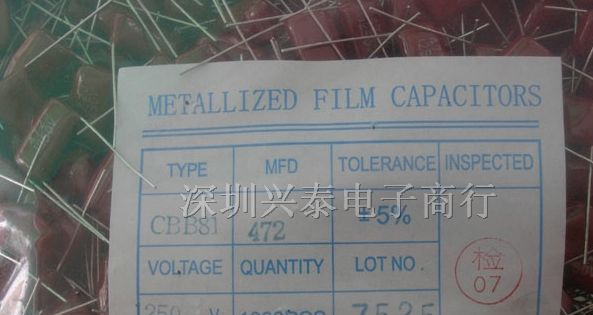 METALLIZED FILM CAPACITORS
TYPE MFD TOLERANCE INSPECTED
深圳兴泰电子商行
CBB81 472 ±5%
VOLTAGE QUANTITY LOT NO
检
07
7525